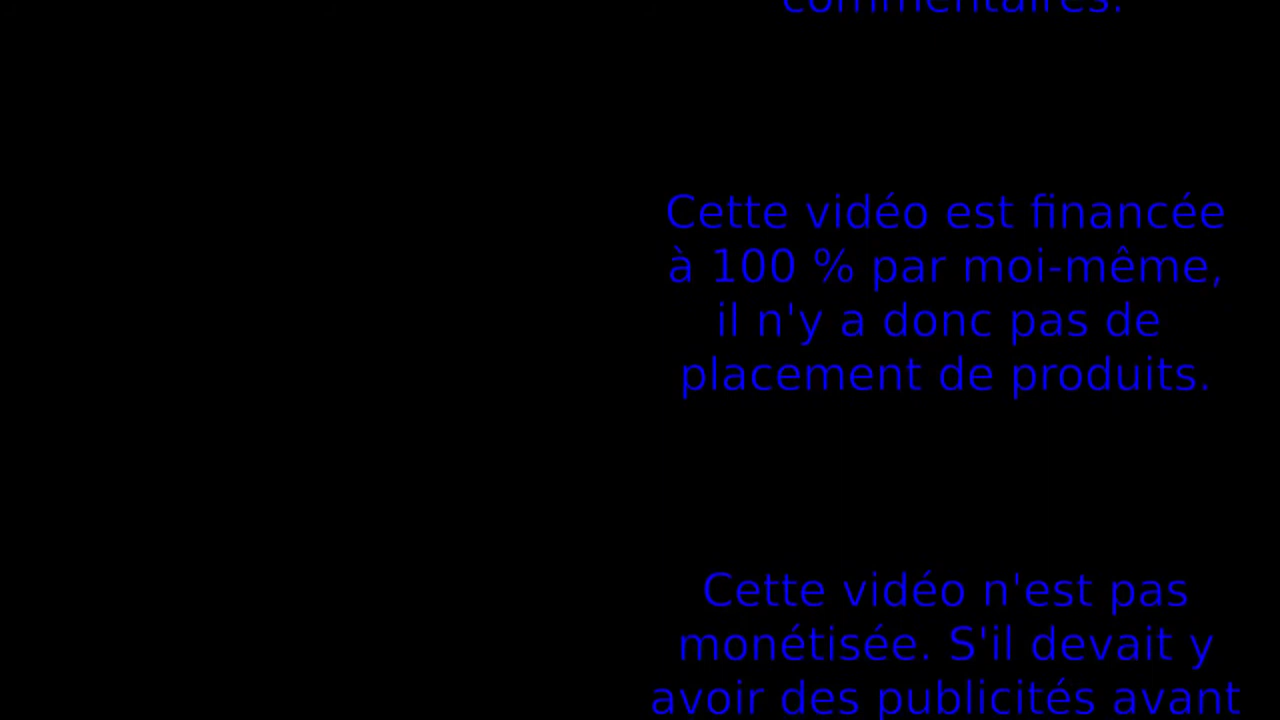 commentaires.
Cette vidéo est financée
à 100 % par moi-même,
il n'y a donc pas de
placement de produits.
Cette vidéo n'est pas
monétisée. S'il devait y
avoir des publicités avant